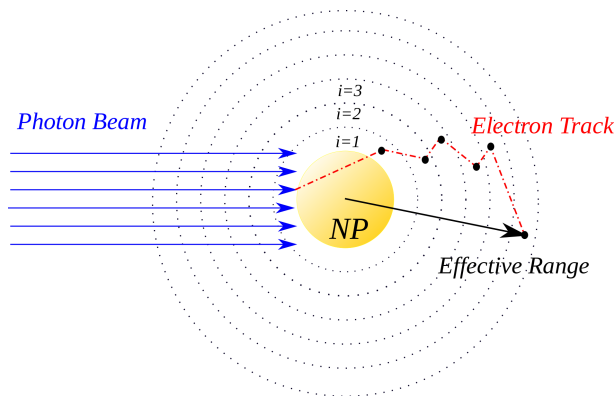 i=3
i=2
i=1
Photon Beam
Electron Track
NP
Effective Range